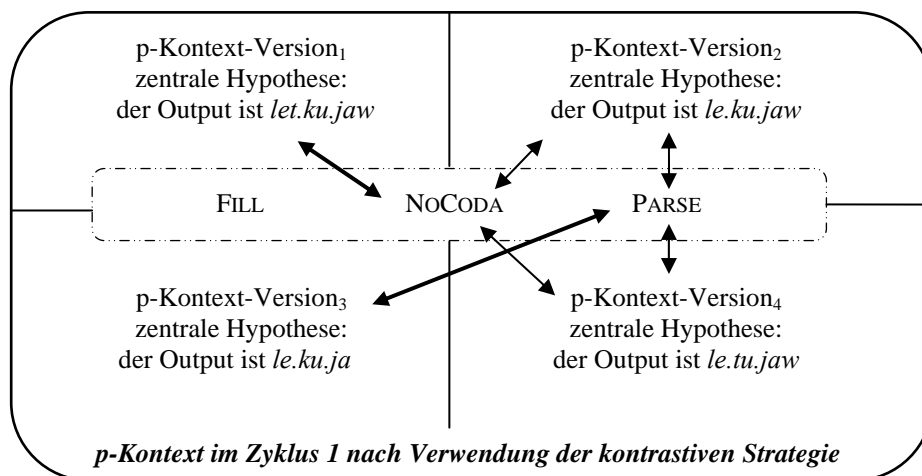 p-Kontext-Version₁
zentrale Hypothese:
der Output ist let.ku.jaw
p-Kontext-Version₂
zentrale Hypothese:
der Output ist le.ku.jaw
FILL NOCODA PARSE
p-Kontext-Version₃
zentrale Hypothese:
der Output ist le.ku.ja
p-Kontext-Version₄
zentrale Hypothese:
der Output ist le.tu.jaw
p-Kontext im Zyklus 1 nach Verwendung der kontrastiven Strategie